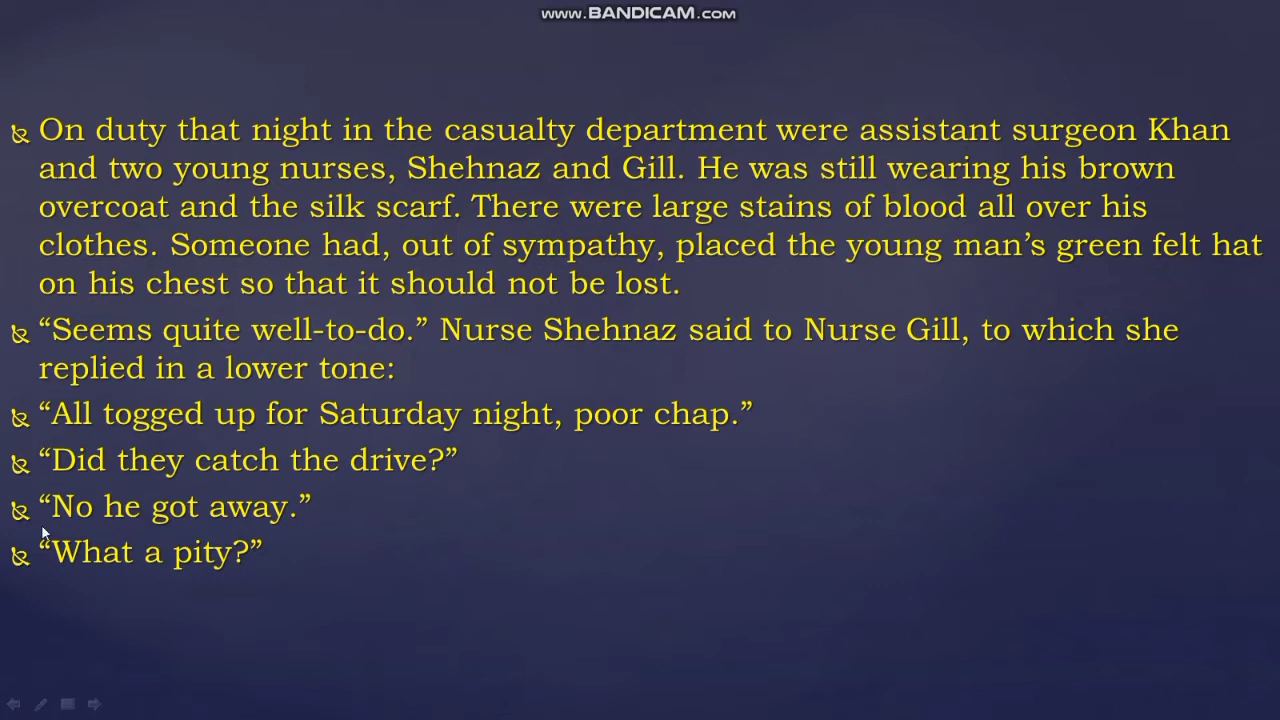 www.BANDICAM.com
On duty that night in the casualty department were assistant surgeon Khan
and two young nurses, Shehnaz and Gill. He was still wearing his brown
overcoat and the silk scarf. There were large stains of blood all over his
clothes. Someone had, out of sympathy, placed the young man’s green felt hat
on his chest so that it should not be lost.
“Seems quite well-to-do.” Nurse Shehnaz said to Nurse Gill, to which she
replied in a lower tone:
“All togged up for Saturday night, poor chap.”
“Did they catch the drive?”
“No he got away.”
“What a pity?”